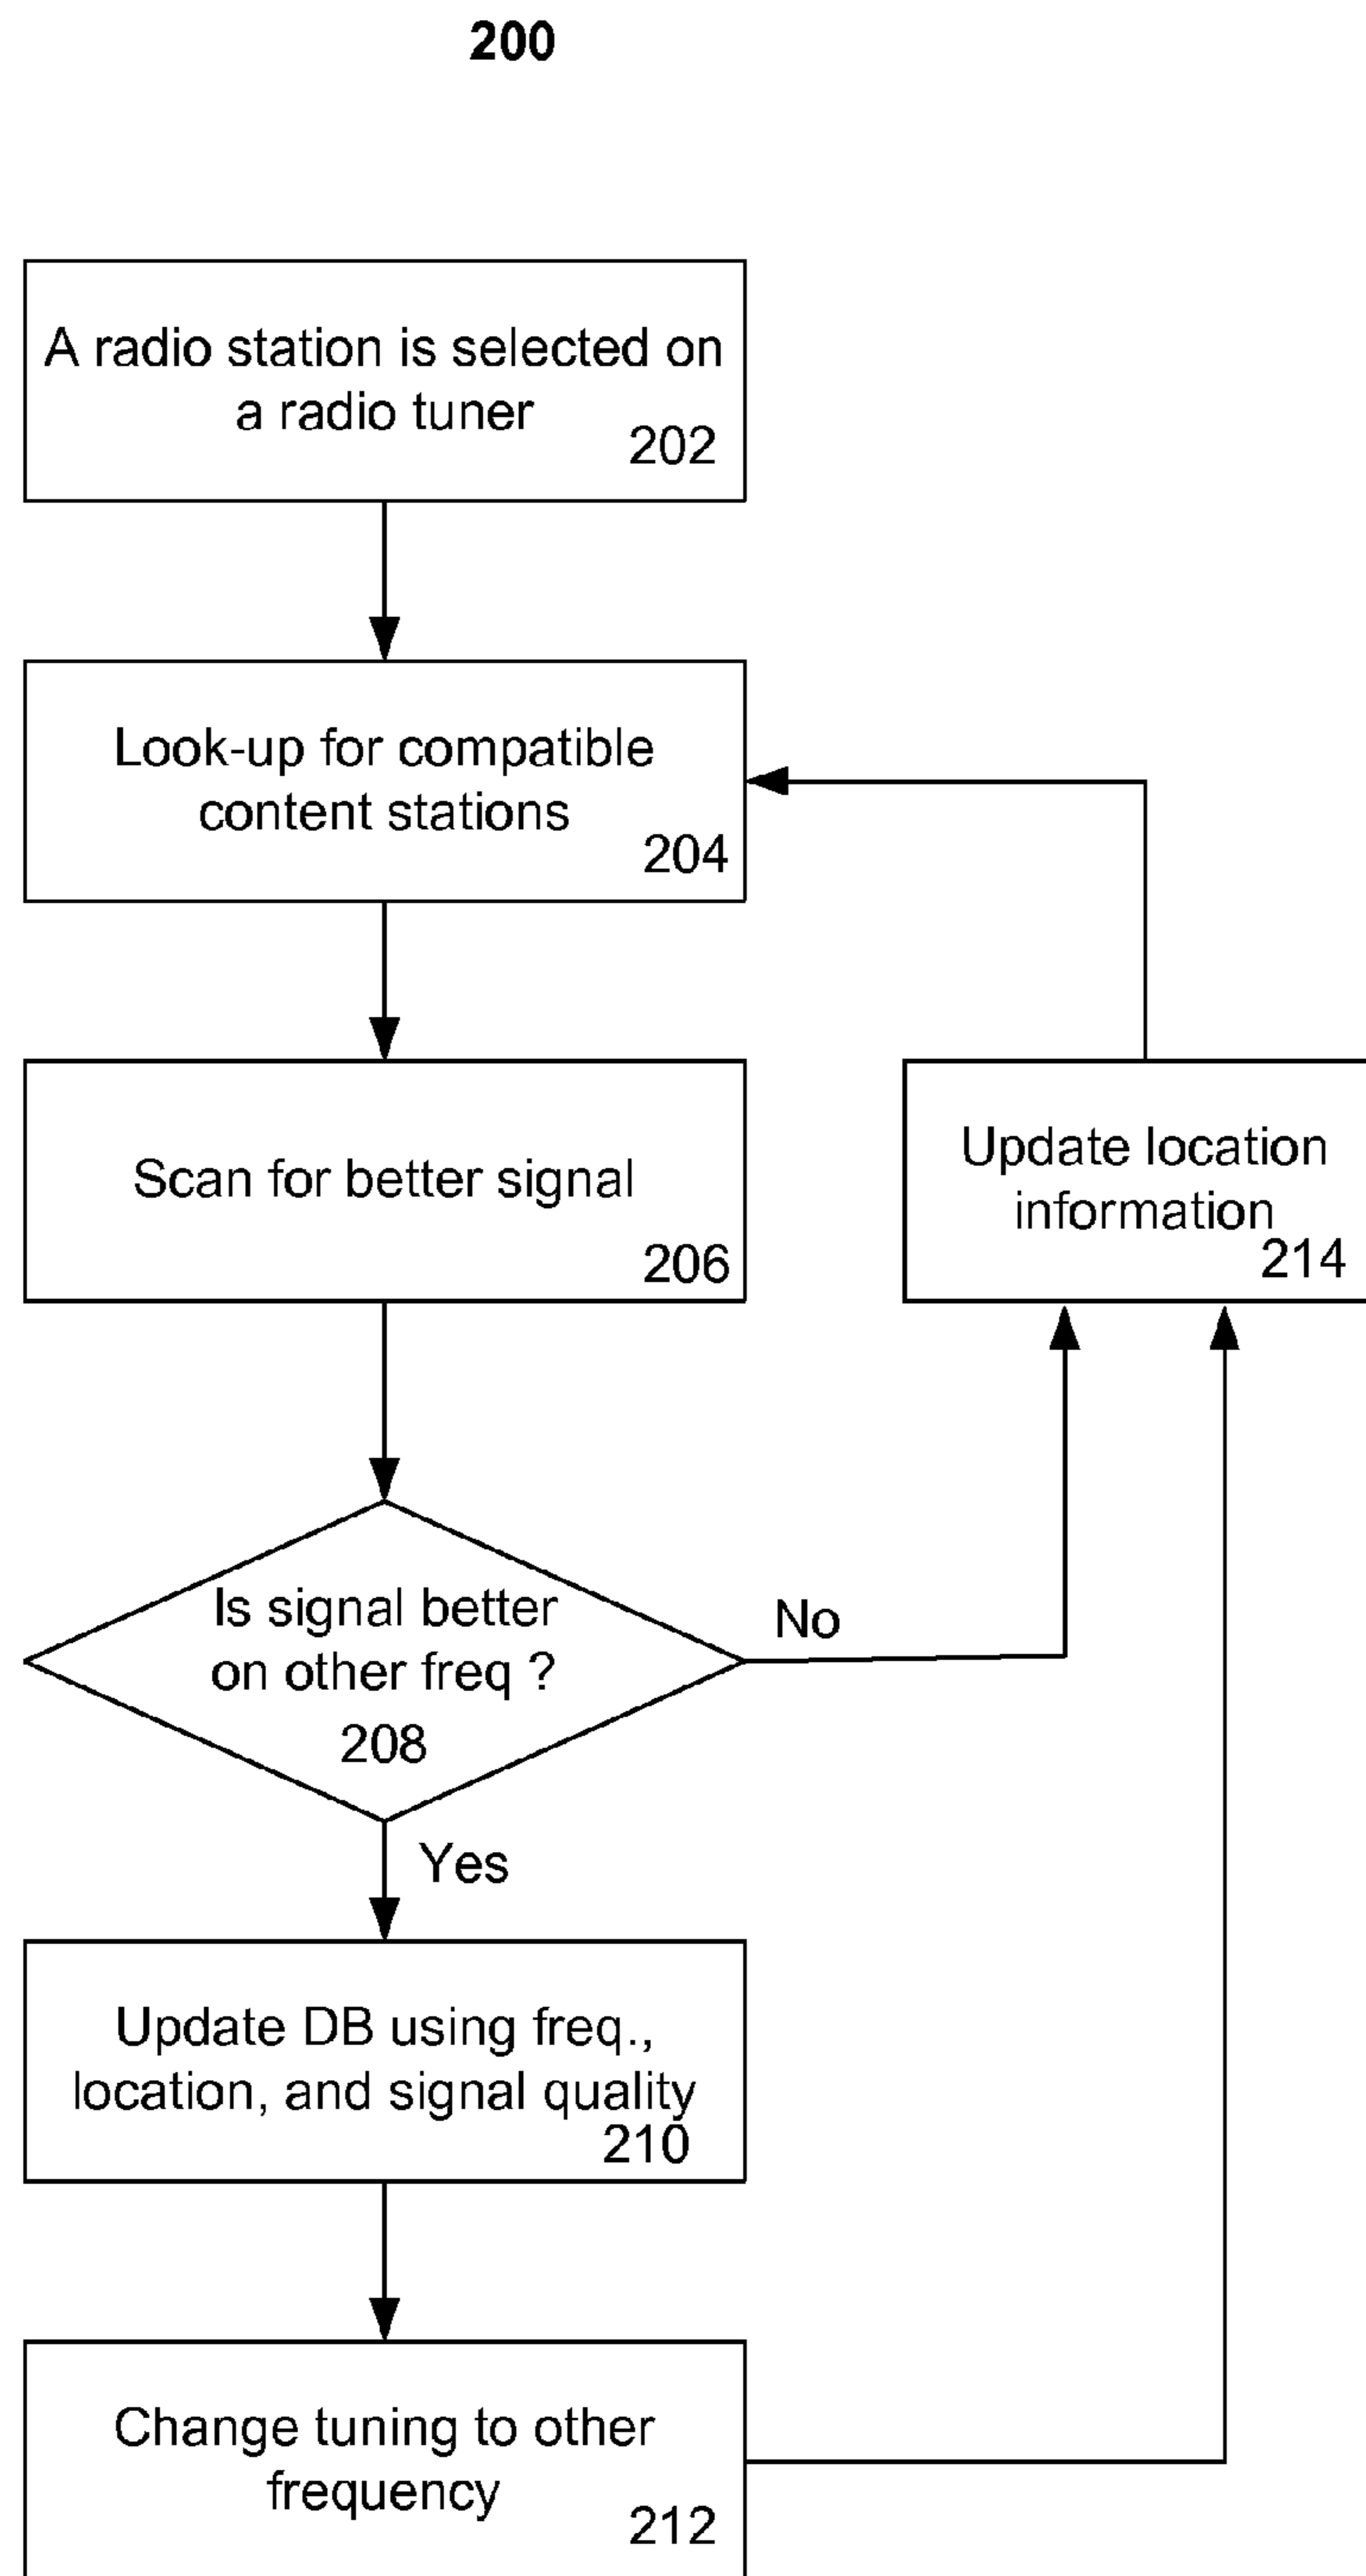 200
A radio station is selected on
a radio tuner
202
Look-up for compatible
content stations
204
Scan for better signal
206
Update location
information
214
Is signal better
on other freq ?
208
No
Yes
Update DB using freq.,
location, and signal quality
210
Change tuning to other
frequency
212